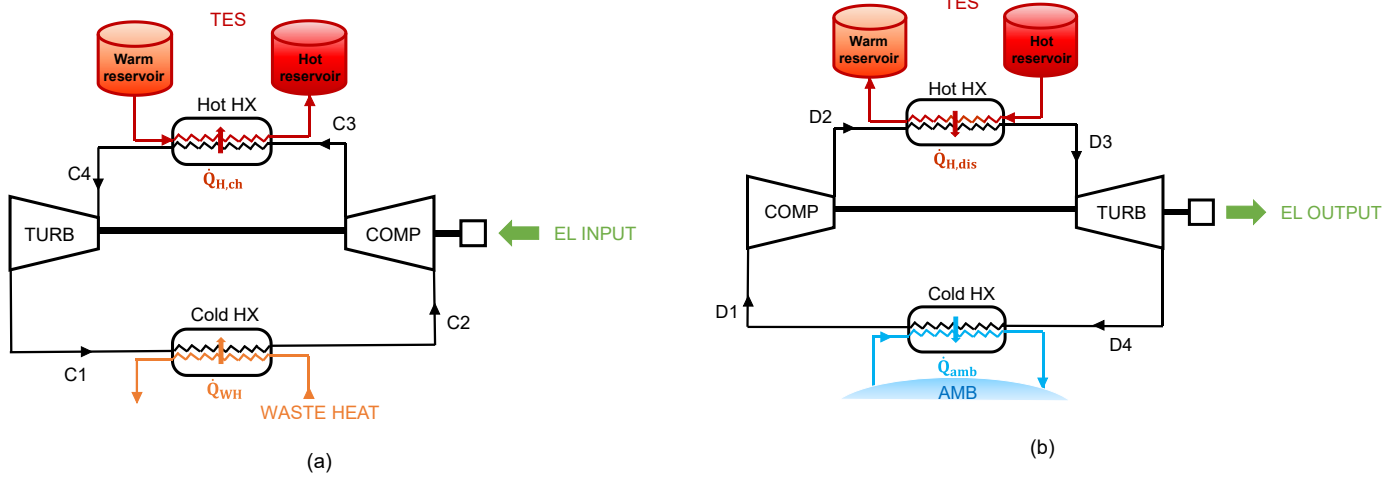 TES
Warm
reservoir
Hot
reservoir
Hot HX
C3
C4
Q̇H,ch
TURB
COMP
EL INPUT
Cold HX
C2
C1
Q̇WH
WASTE HEAT
(a)
TES
Warm
reservoir
Hot
reservoir
Hot HX
D2
D3
Q̇H,dis
COMP
TURB
EL OUTPUT
Cold HX
D1
D4
Q̇amb
AMB
(b)